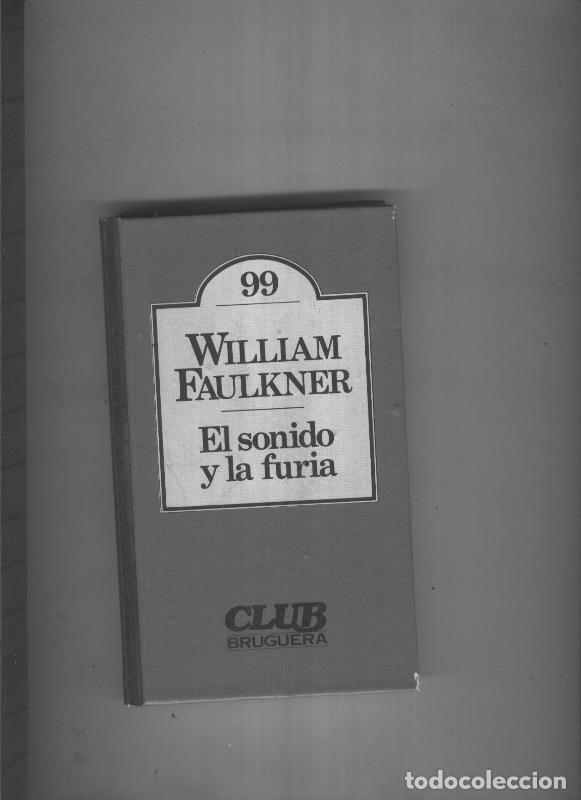 99
WILLIAM
FAULKNER
El sonido
y la furia
CLUB
BRUGUERA
todocoleccion